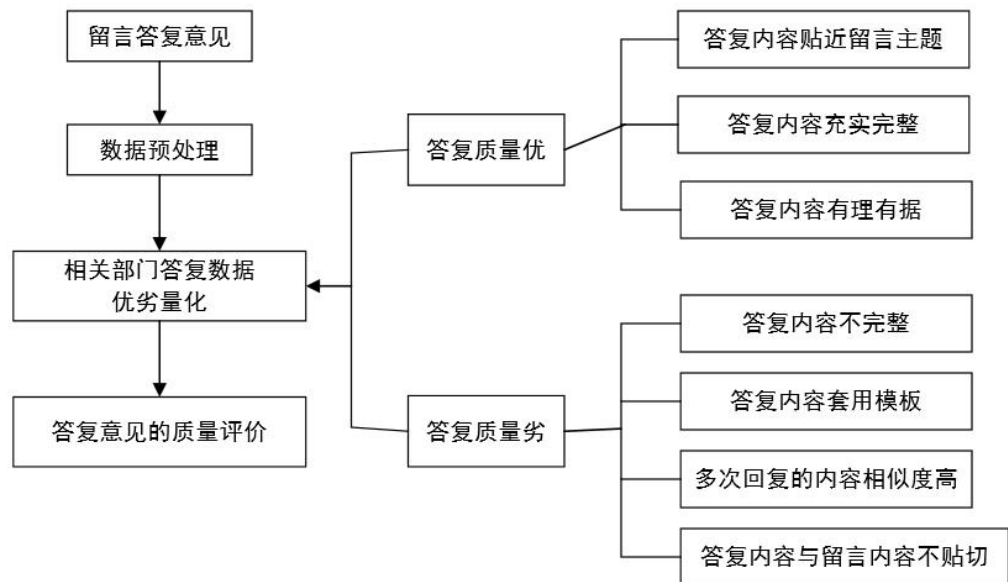 留言答复意见
数据预处理
相关部门答复数据
优劣量化
答复意见的质量评价
答复质量优
答复质量劣
答复内容贴近留言主题
答复内容充实完整
答复内容有理有据
答复内容不完整
答复内容套用模板
多次回复的内容相似度高
答复内容与留言内容不贴切